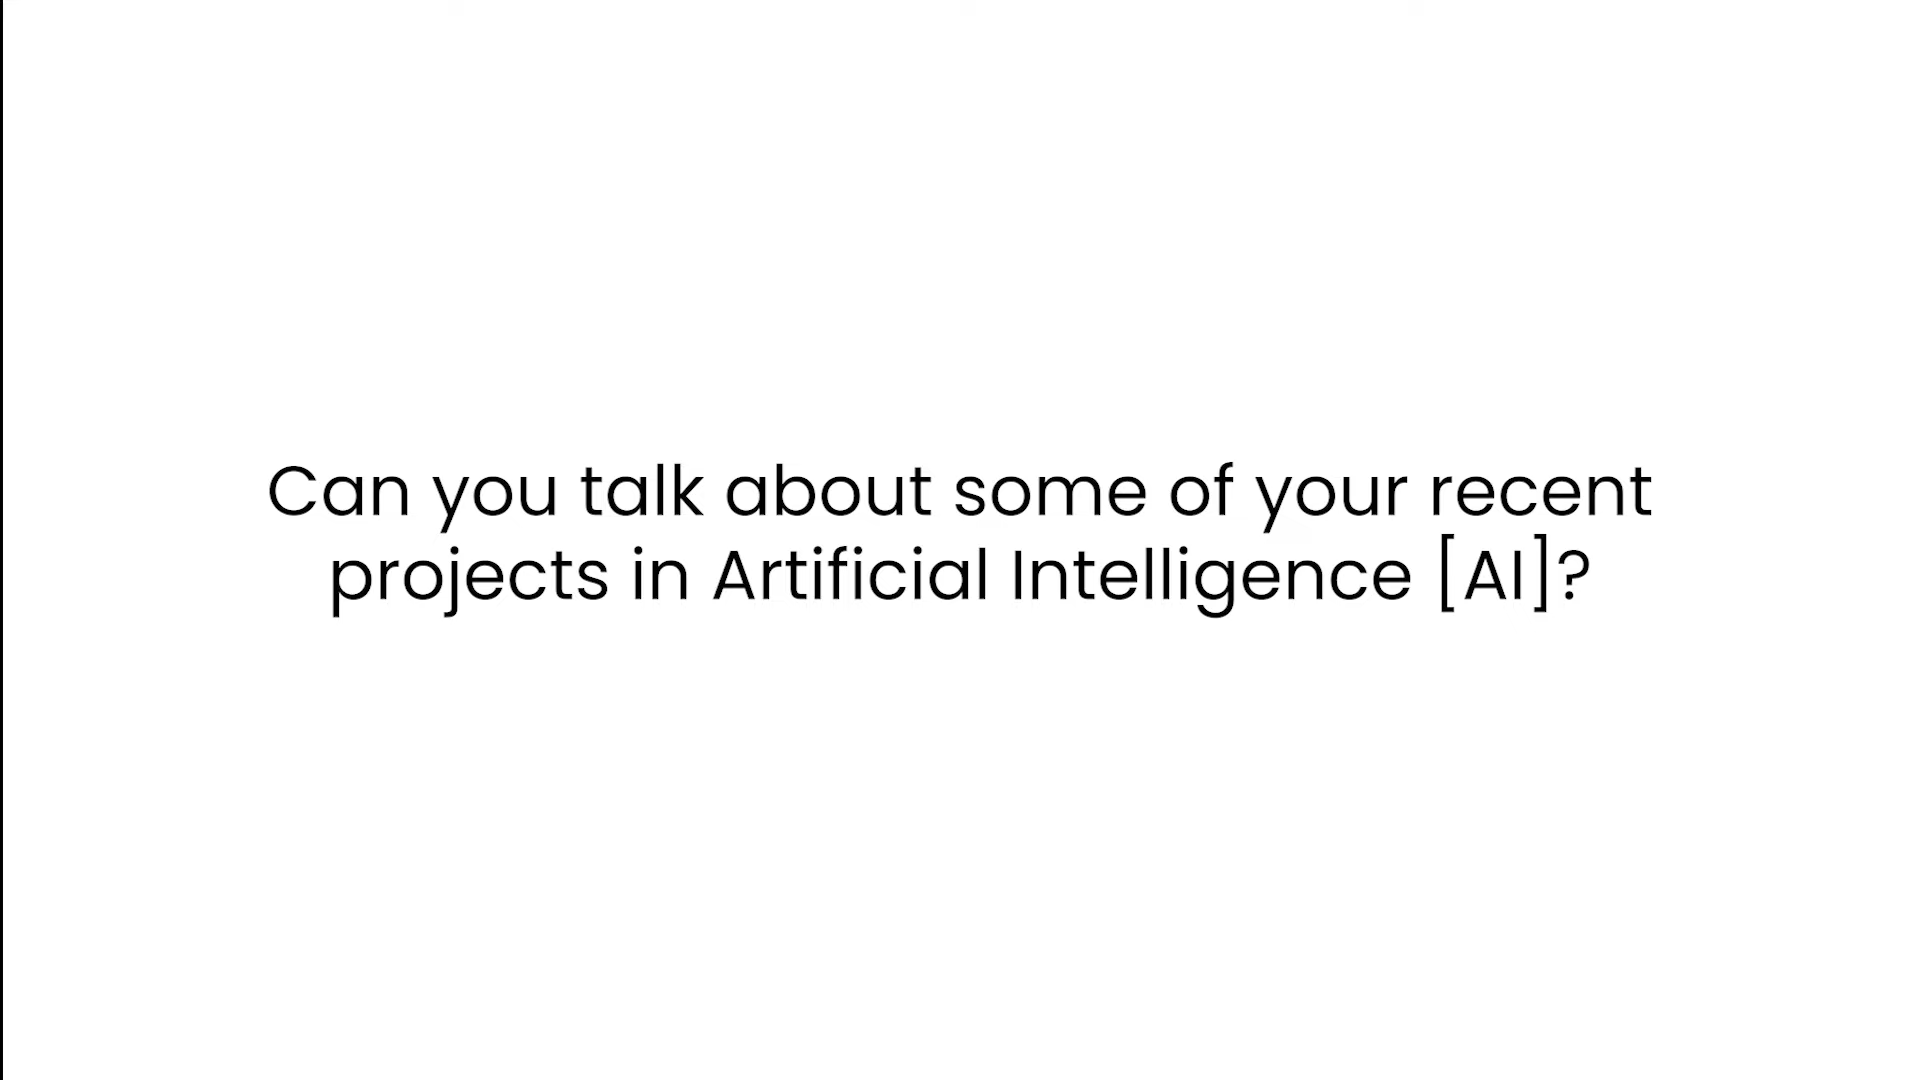 Can you talk about some of your recent
projects in Artificial Intelligence [AI]?